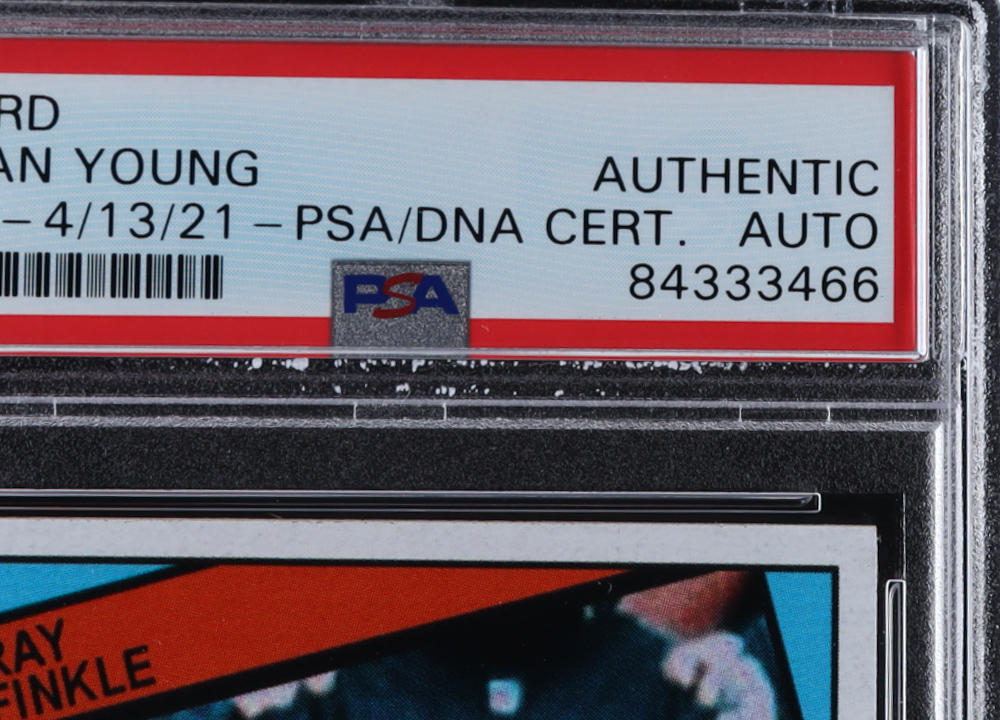 RD
AN YOUNG
AUTHENTIC
– 4/13/21 – PSA/DNA CERT. AUTO
84333466
PSA
RAY
FINKLE